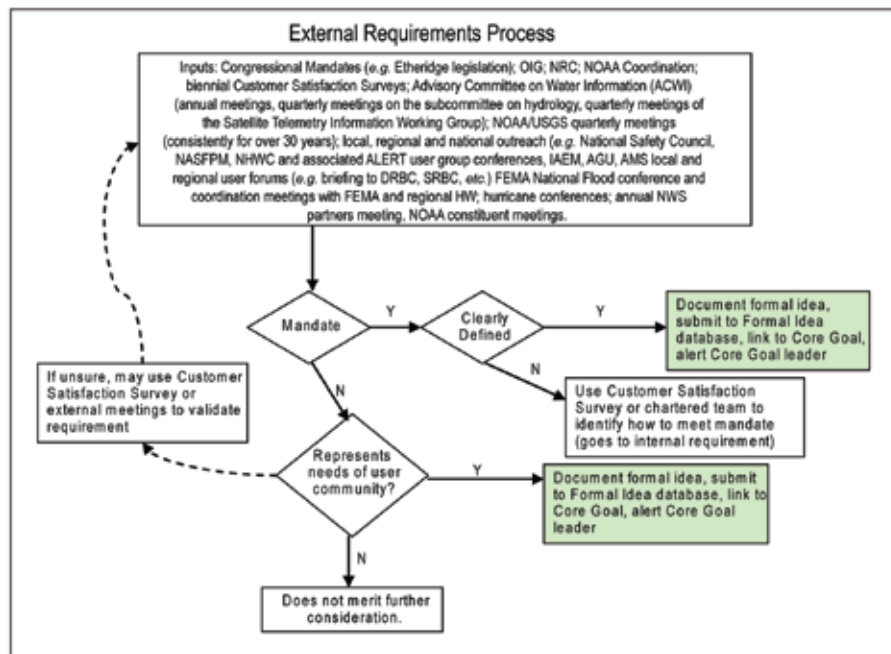 External Requirements Process
Inputs: Congressional Mandates (e.g. Etheridge legislation); OIG; NRC; NOAA Coordination;
biennial Customer Satisfaction Surveys; Advisory Committee on Water Information (ACWI)
(annual meetings, quarterly meetings on the subcommittee on hydrology, quarterly meetings of
the Satellite Telemetry Information Working Group); NOAA/USGS quarterly meetings
(consistently for over 30 years); local, regional and national outreach (e.g. National Safety Council,
NASFPM, NHWC and associated ALERT user group conferences, IAEM, AGU, AMS local and
regional user forums (e.g. briefing to DRBC, SRBC, etc.) FEMA National Flood conference and
coordination meetings with FEMA and regional HW; hurricane conferences; annual NWS
partners meeting, NOAA constituent meetings.
Mandate
Y
Clearly
Defined
Y
Document formal idea,
submit to Formal Idea
database, link to Core Goal,
alert Core Goal leader
N
Use Customer Satisfaction
Survey or chartered team to
identify how to meet mandate
(goes to internal requirement)
N
If unsure, may use Customer
Satisfaction Survey or
external meetings to validate
requirement
Represents
needs of user
community?
Y
Document formal idea, submit
to Formal Idea database, link to
Core Goal, alert Core Goal
leader
N
Does not merit further
consideration.